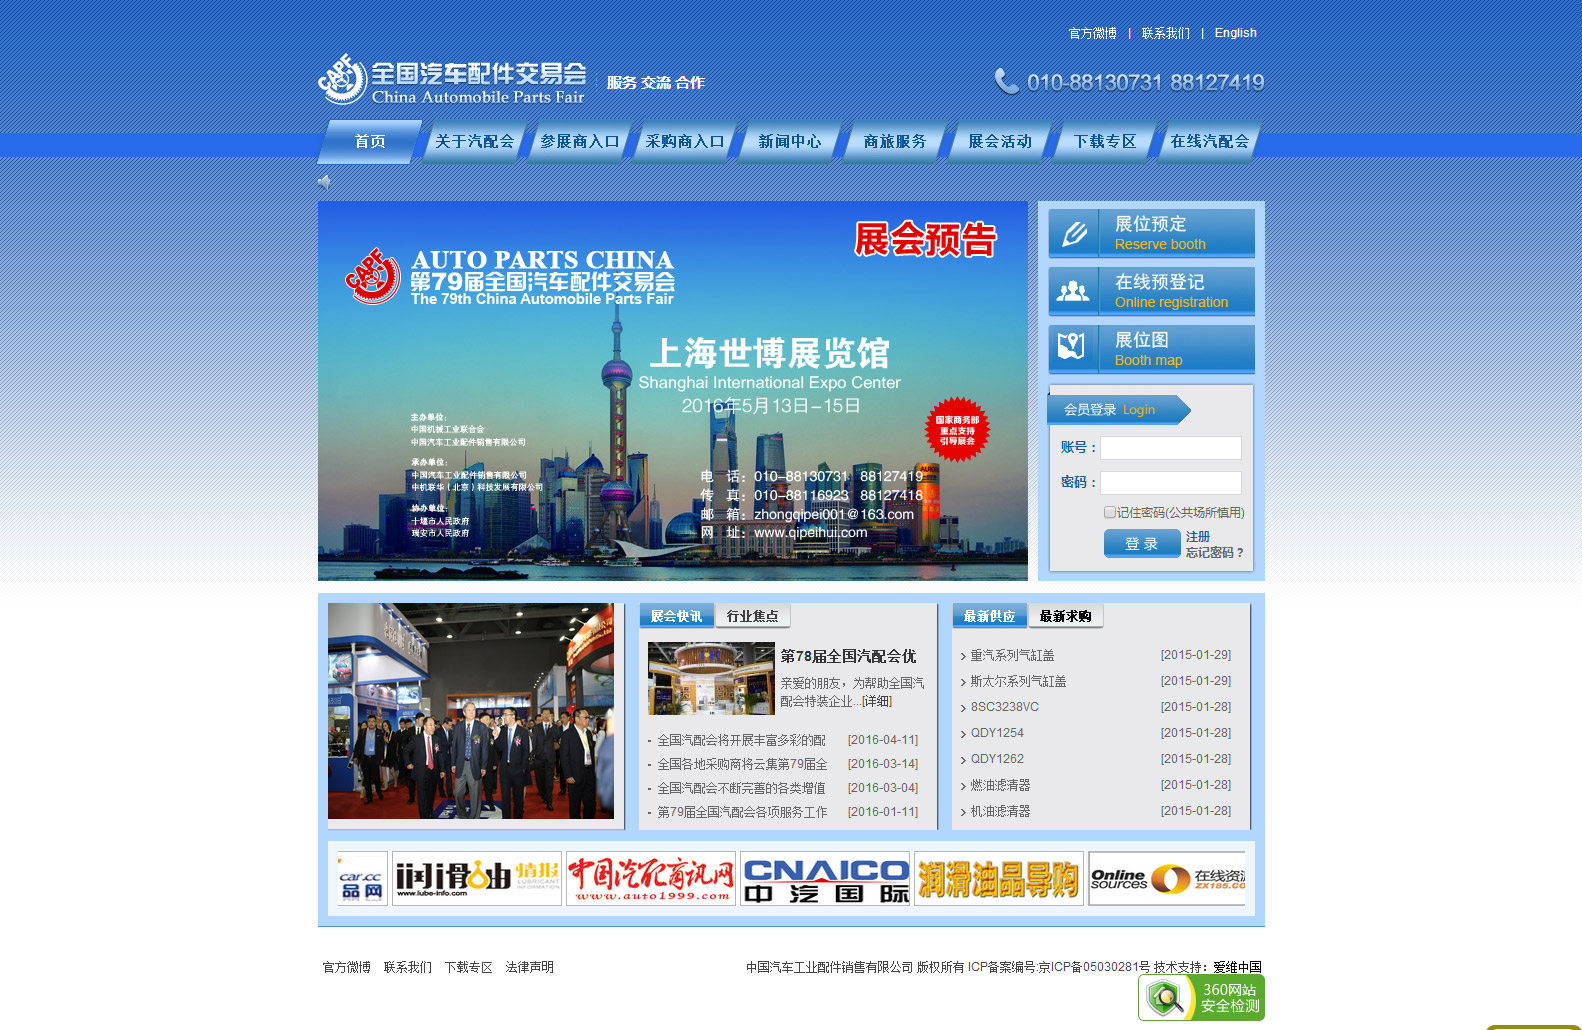 官方微博 | 联系我们 | English
CAPF 全国汽车配件交易会
China Automobile Parts Fair
服务 交流 合作
010-88130731 88127419
首页 关于汽配会 参展商入口 采购商入口 新闻中心 商旅服务 展会活动 下载专区 在线汽配会
展会预告
CAPF AUTO PARTS CHINA
第79届全国汽车配件交易会
The 79th China Automobile Parts Fair
上海世博展览馆
Shanghai International Expo Center
2016年5月13日-15日
国家商务部
重点支持
引导展会
主办单位：
中国机械工业联合会
中国汽车工业配件销售有限公司
承办单位：
中国汽车工业配件销售有限公司
中机联华（北京）科技发展有限公司
协办单位：
十堰市人民政府
瑞安市人民政府
电 话：010-88130731 88127419
传 真：010-88116923 88127418
邮 箱：zhongqipei001@163.com
网 址：www.qipeihui.com
展位预定
Reserve booth
在线预登记
Online registration
展位图
Booth map
会员登录 Login
账号：
密码：
记住密码(公共场所慎用)
登 录
注册
忘记密码？
展会快讯 行业焦点
第78届全国汽配会优
亲爱的朋友，为帮助全国汽
配会特装企业...[详细]
全国汽配会将开展丰富多彩的配 [2016-04-11]
全国各地采购商将云集第79届全 [2016-03-14]
全国汽配会不断完善的各类增值 [2016-03-04]
第79届全国汽配会各项服务工作 [2016-01-11]
最新供应 最新求购
重汽系列气缸盖 [2015-01-29]
斯太尔系列气缸盖 [2015-01-29]
8SC3238VC [2015-01-28]
QDY1254 [2015-01-28]
QDY1262 [2015-01-28]
燃油滤清器 [2015-01-28]
机油滤清器 [2015-01-28]
car.cc
品网
润滑油情报
www.lube-info.com LUBRICANT INFORMATION
中国汽配商讯网
www.auto1999.com
CNAICO
中汽国际
润滑油品导购
Online sources 在线资源
ZX185.CO
官方微博 联系我们 下载专区 法律声明
中国汽车工业配件销售有限公司 版权所有 ICP备案编号:京ICP备05030281号 技术支持：爱维中国
360网站
安全检测